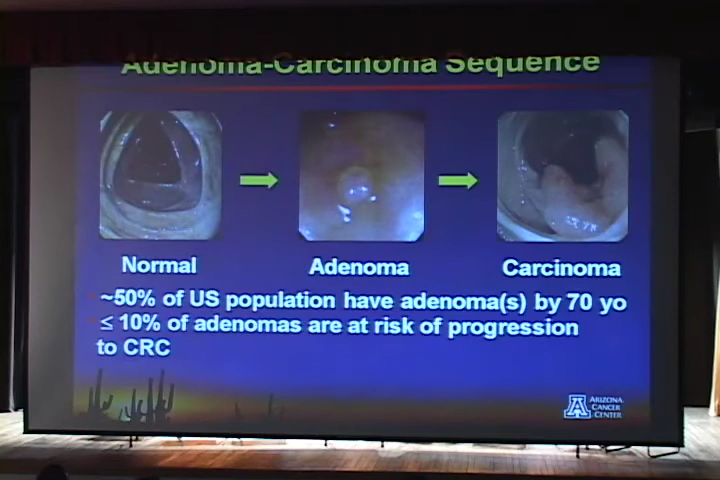 Adenoma-Carcinoma Sequence
Normal
Adenoma
Carcinoma
~50% of US population have adenoma(s) by 70 yo
≤ 10% of adenomas are at risk of progression
to CRC
A
ARIZONA
CANCER
CENTER